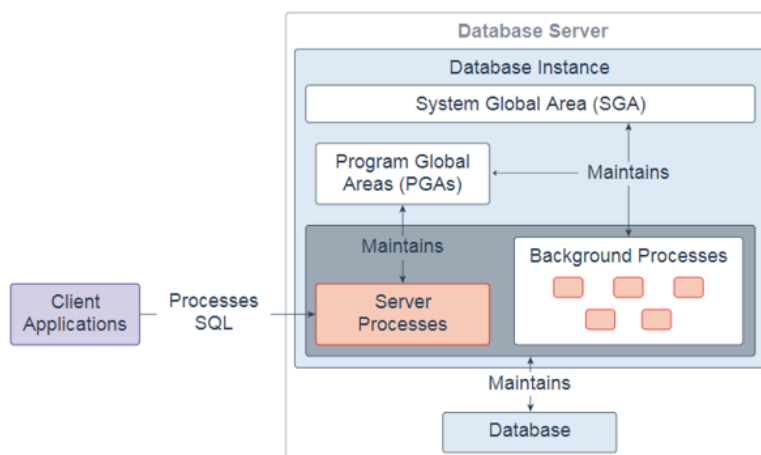 Database Server
Database Instance
System Global Area (SGA)
Program Global
Areas (PGAs)
Maintains
Maintains
Background Processes
Client
Applications
Processes
SQL
Server
Processes
Maintains
Database